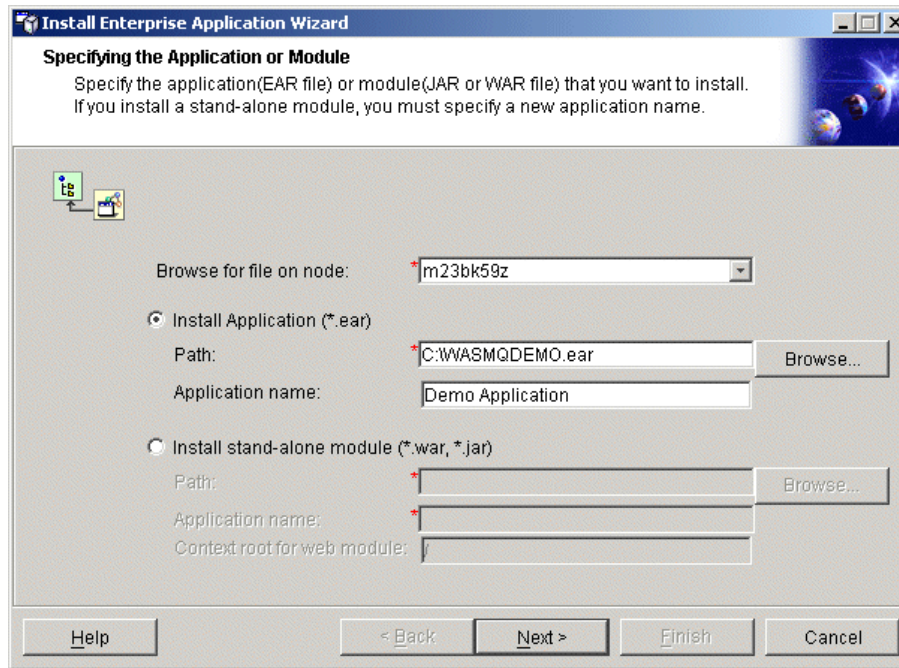 Install Enterprise Application Wizard
Specifying the Application or Module
Specify the application(EAR file) or module(JAR or WAR file) that you want to install.
If you install a stand-alone module, you must specify a new application name.
Browse for file on node: *m23bk59z
Install Application (*.ear)
Path: *C:\WASMQDEMO.ear Browse...
Application name: Demo Application
Install stand-alone module (*.war, *.jar)
Path: * Browse...
Application name: *
Context root for web module: /
Help < Back Next > Finish Cancel